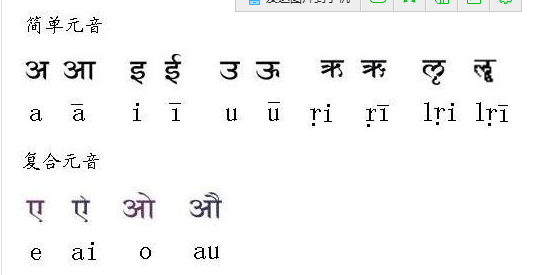 简单元音
अ आ इ ई उ ऊ ऋ ॠ ऌ ॡ
a ā i ī u ū ṛi ṛī lṛi lṛī
复合元音
ए ऐ ओ औ
e ai o au